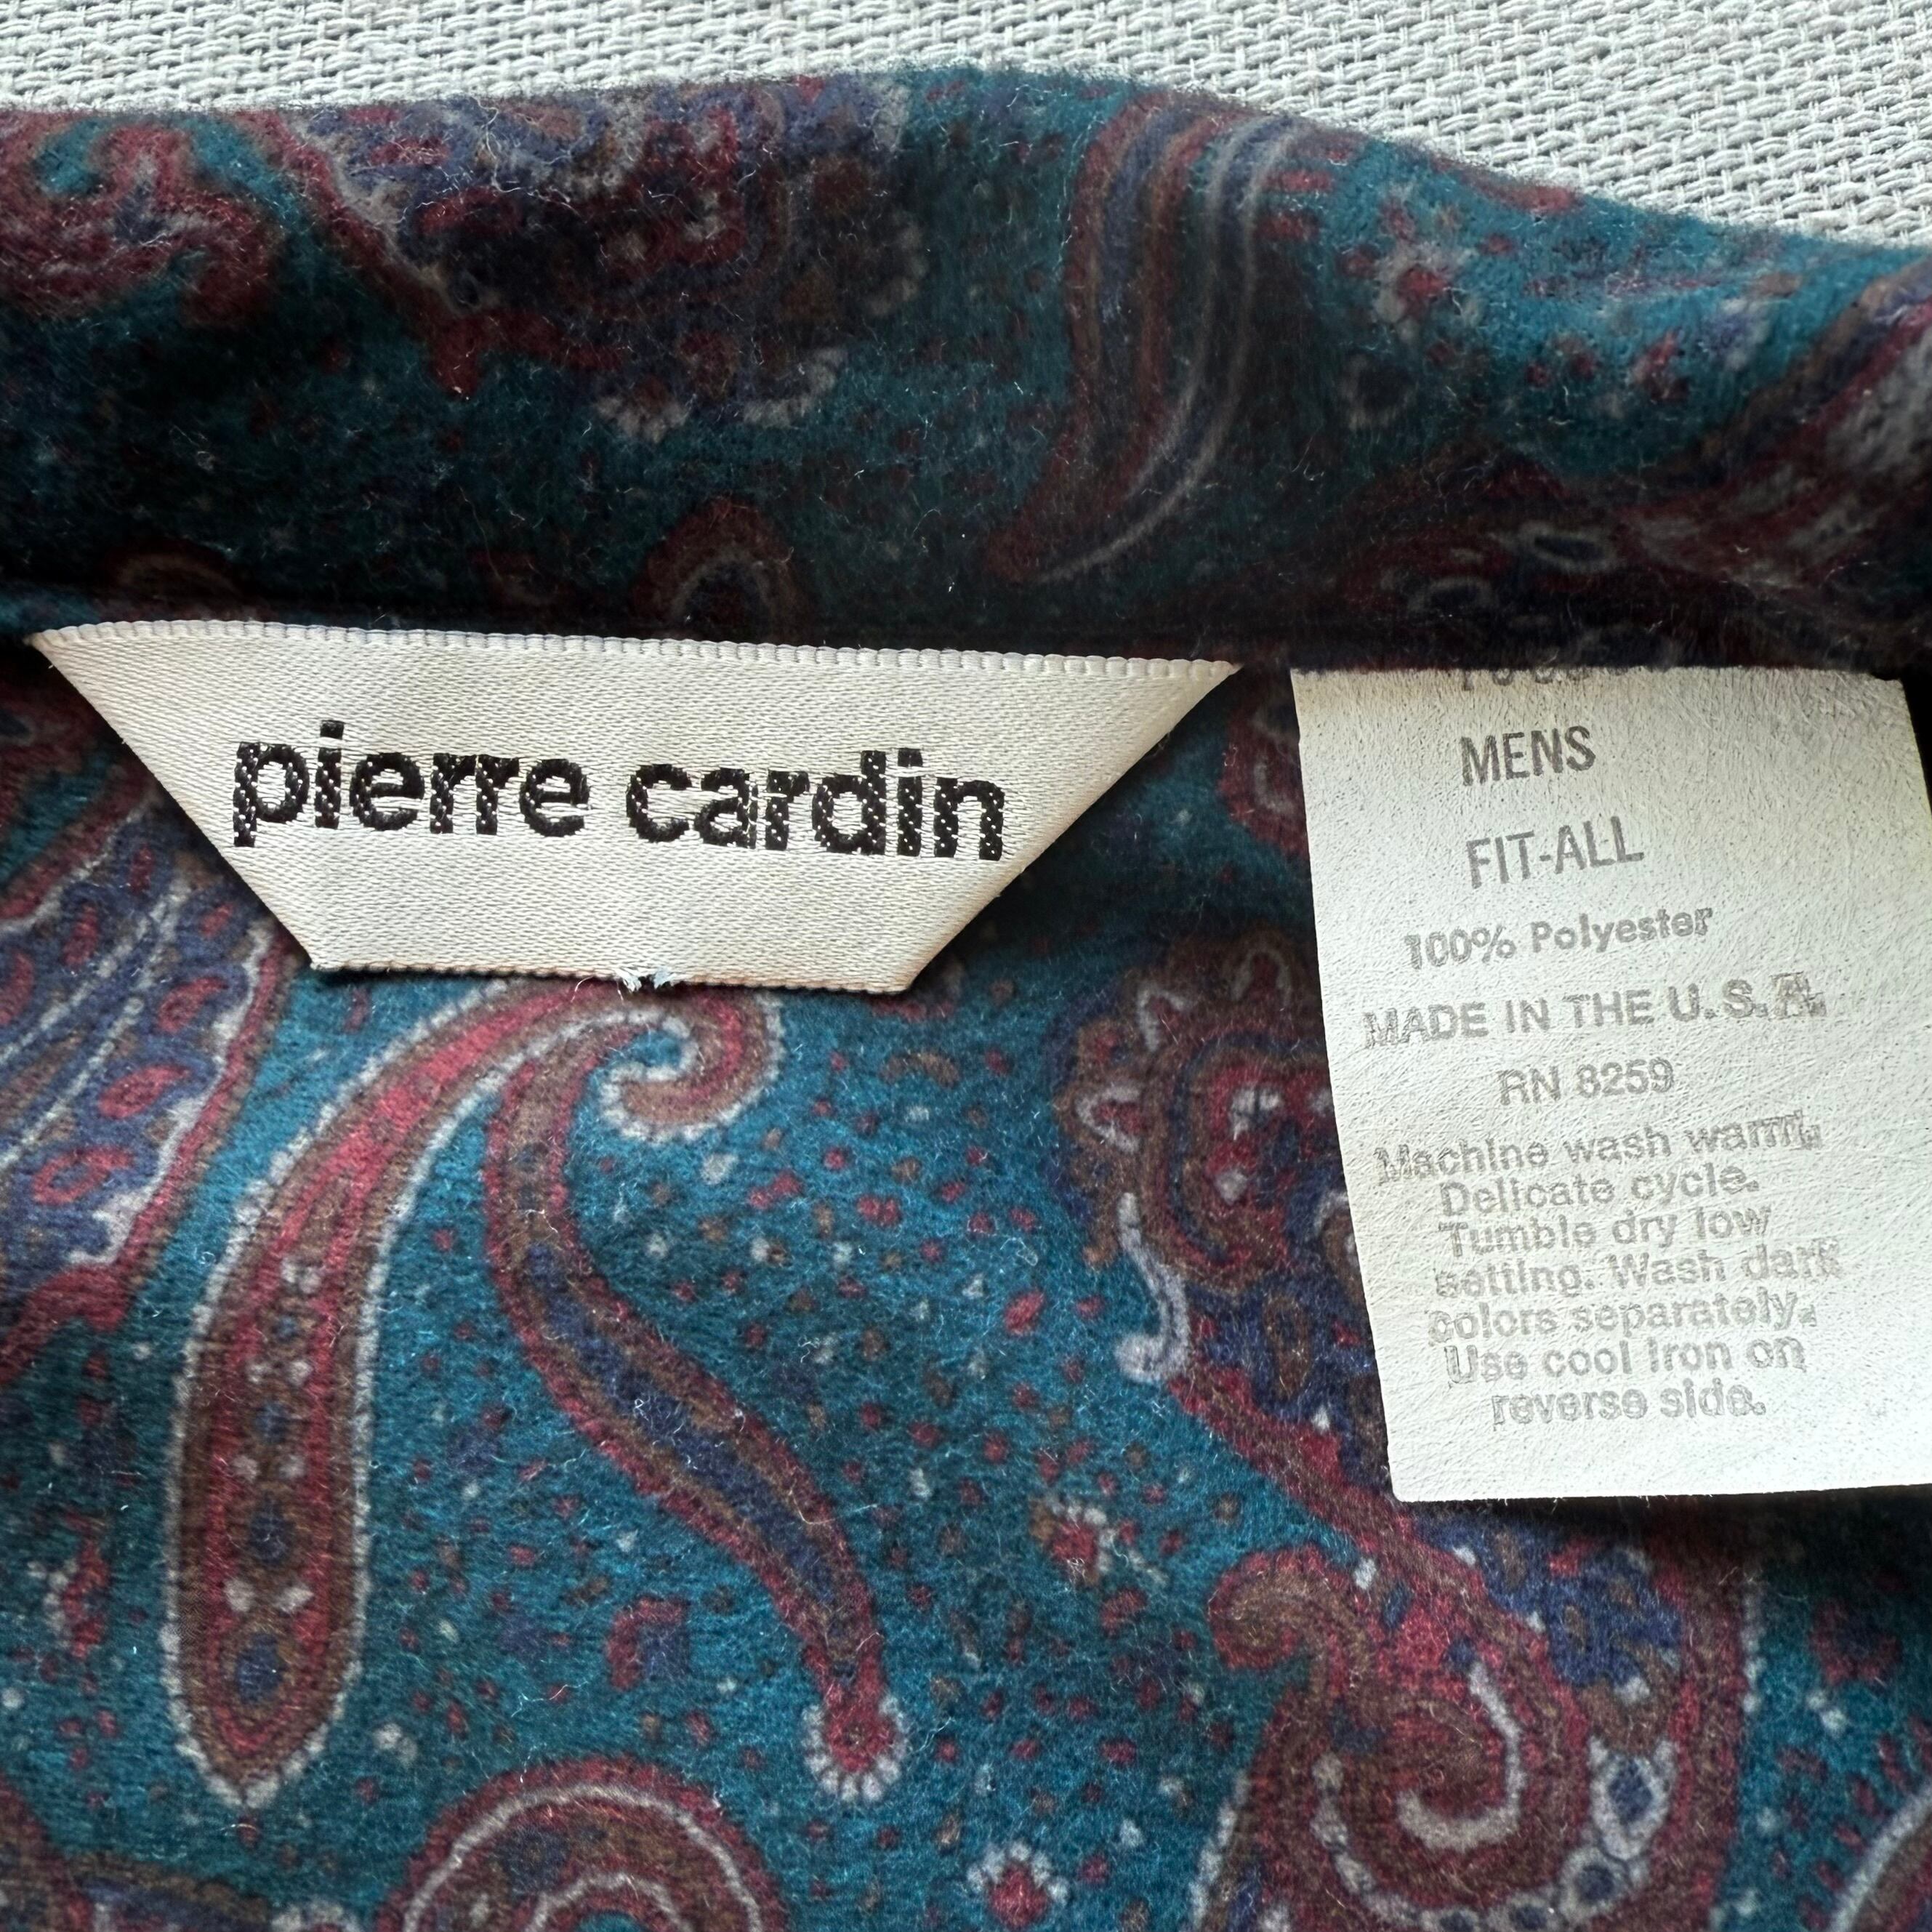 pierre cardin
MENS
FIT-ALL
100% Polyester
MADE IN THE U.S.A.
RN 8259
Machine wash warm.
Delicate cycle.
Tumble dry low
setting. Wash dark
colors separately.
Use cool iron on
reverse side.